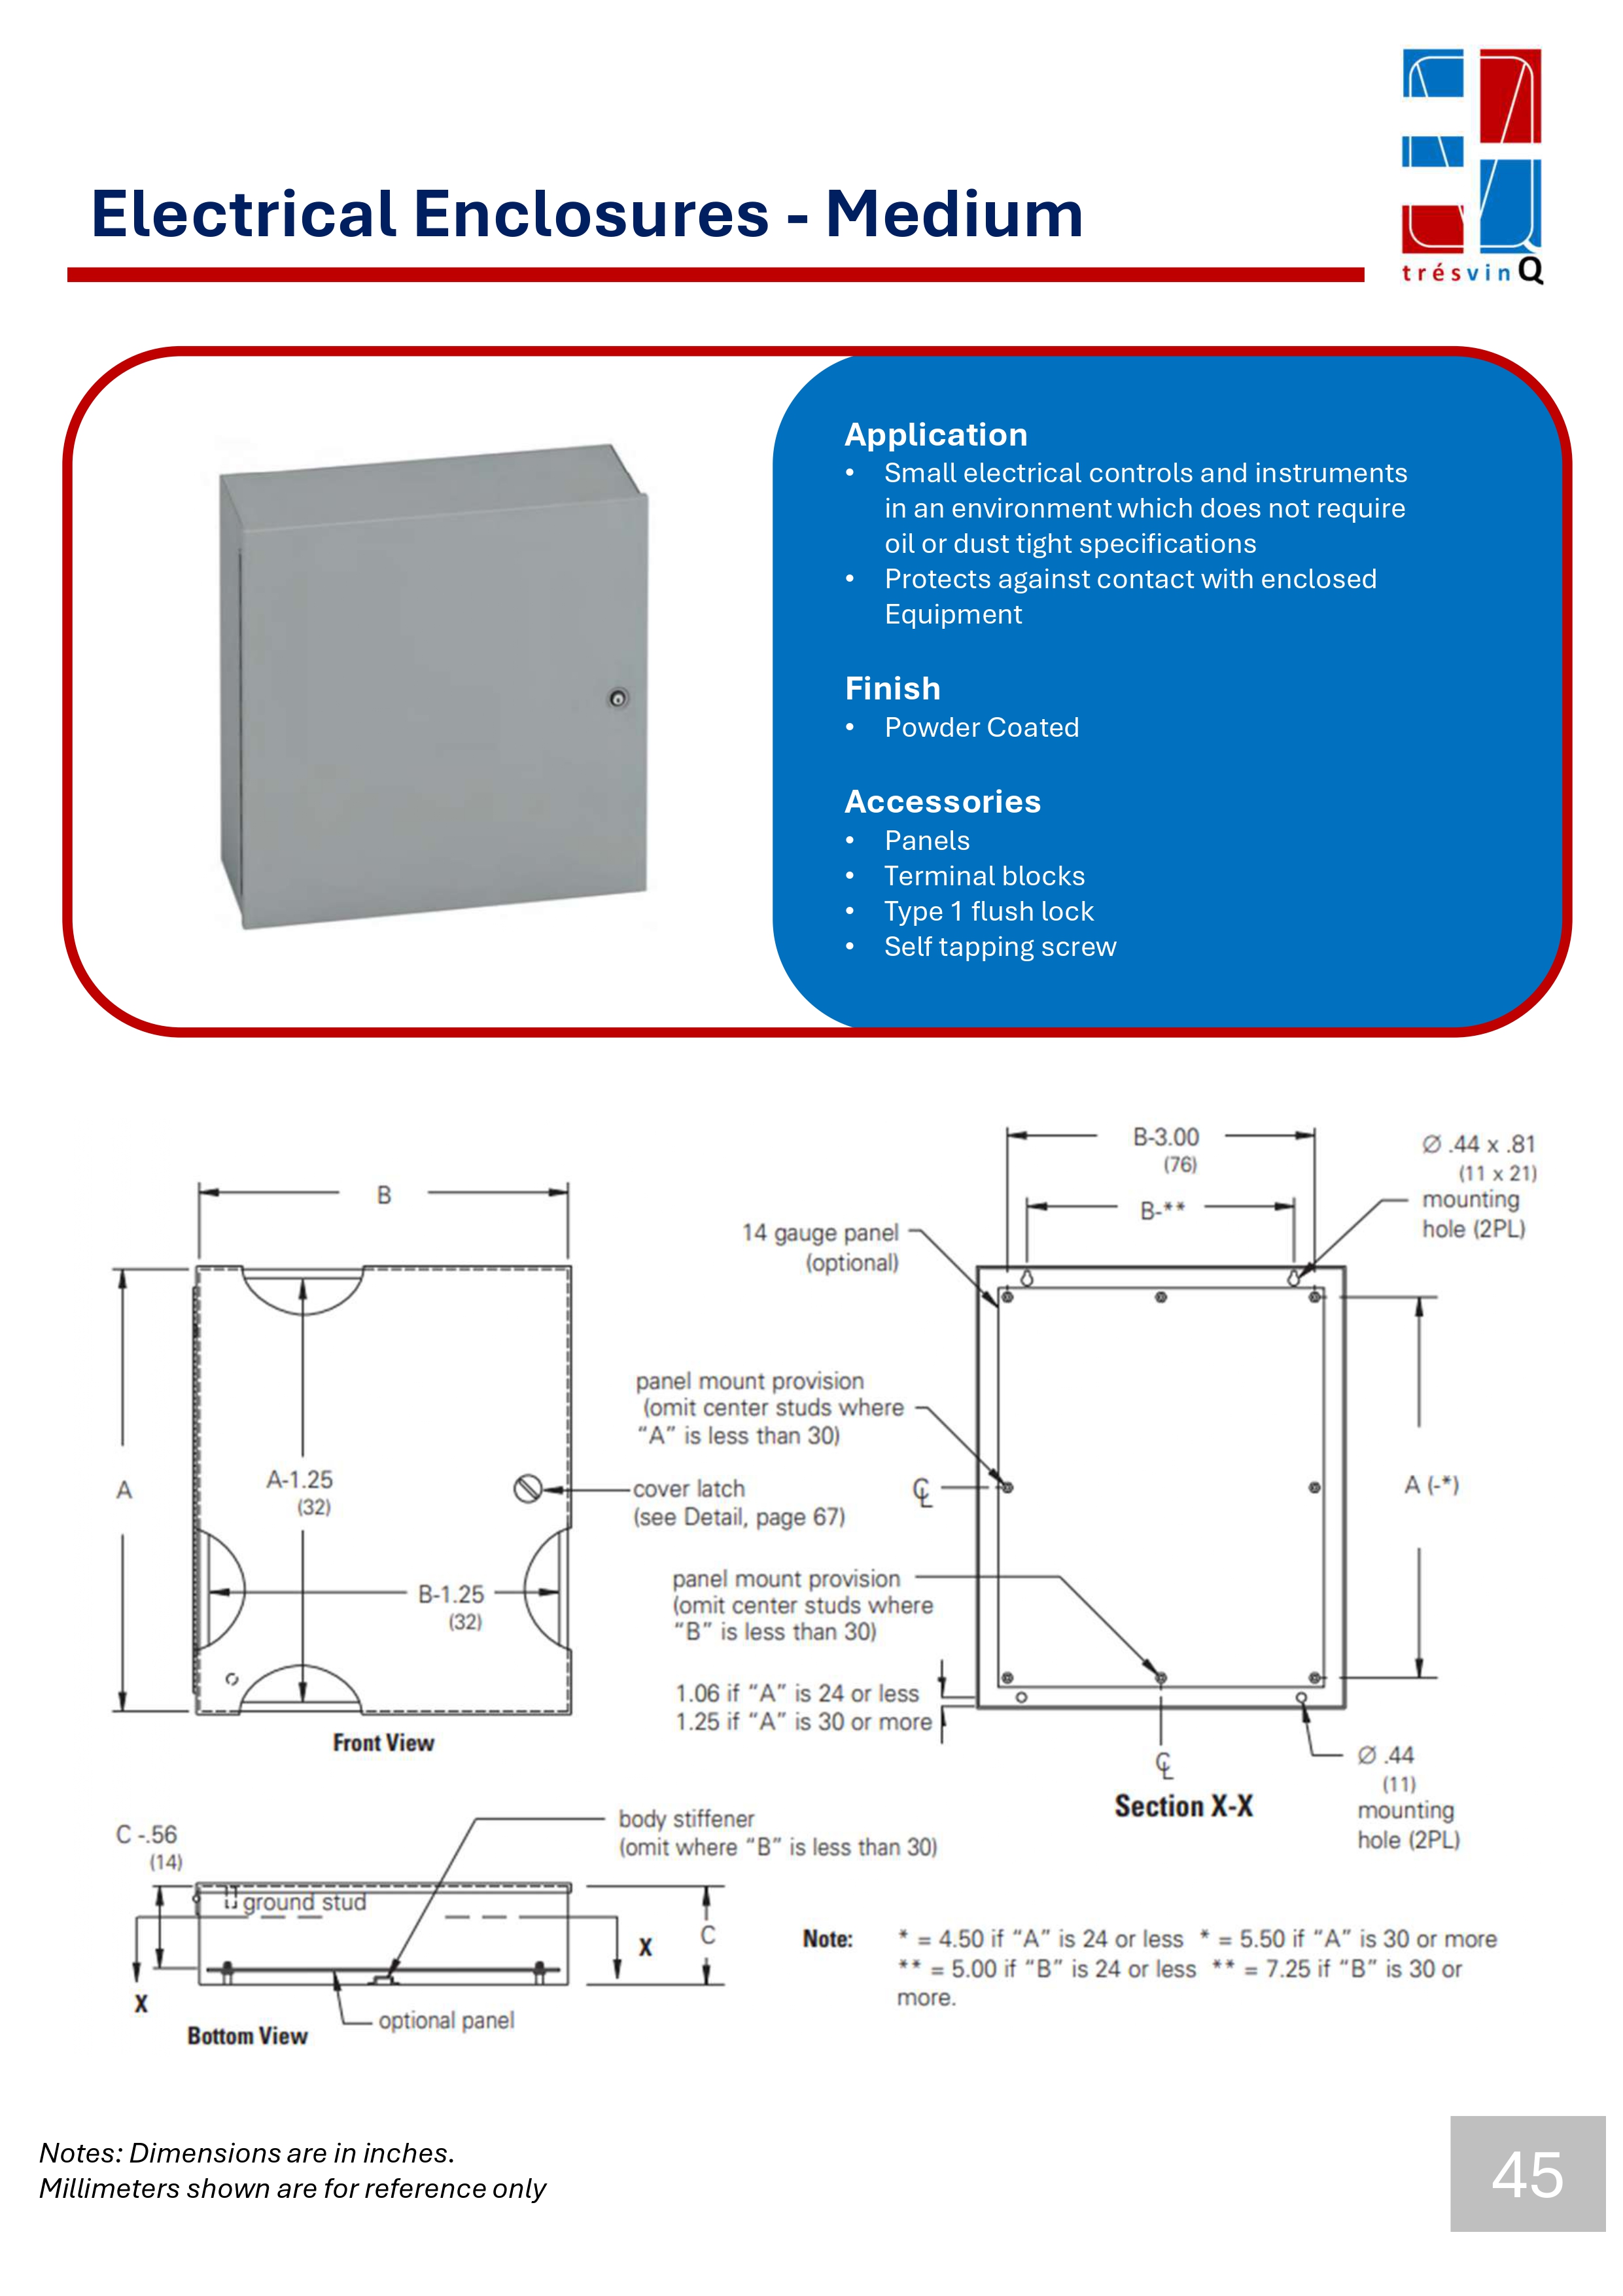 Electrical Enclosures - Medium
trésvinQ
Application
• Small electrical controls and instruments
in an environment which does not require
oil or dust tight specifications
• Protects against contact with enclosed
Equipment
Finish
• Powder Coated
Accessories
• Panels
• Terminal blocks
• Type 1 flush lock
• Self tapping screw
B
A
A-1.25
(32)
B-1.25
(32)
cover latch
(see Detail, page 67)
Front View
B-3.00
(76)
B-**
Ø .44 x .81
(11 x 21)
mounting
hole (2PL)
14 gauge panel
(optional)
panel mount provision
(omit center studs where
“A” is less than 30)
℄
A (-*)
panel mount provision
(omit center studs where
“B” is less than 30)
1.06 if “A” is 24 or less
1.25 if “A” is 30 or more
℄
Section X-X
Ø .44
(11)
mounting
hole (2PL)
C -.56
(14)
body stiffener
(omit where “B” is less than 30)
ground stud
C
X
X
optional panel
Bottom View
Note: * = 4.50 if “A” is 24 or less * = 5.50 if “A” is 30 or more
** = 5.00 if “B” is 24 or less ** = 7.25 if “B” is 30 or
more.
Notes: Dimensions are in inches.
Millimeters shown are for reference only
45